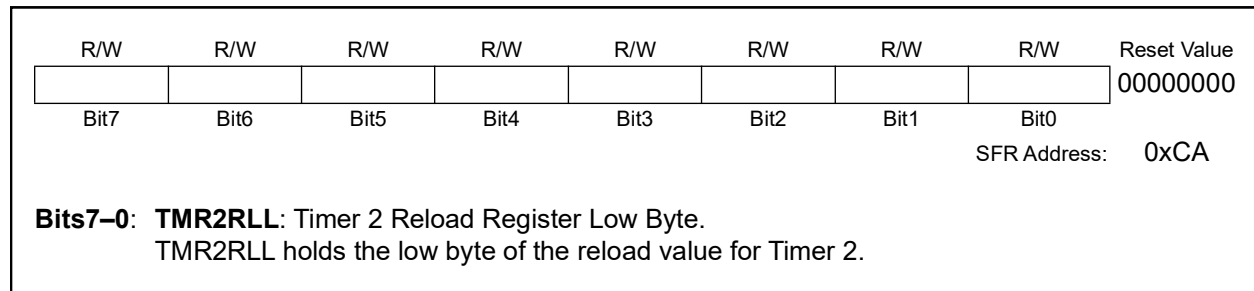 R/W R/W R/W R/W R/W R/W R/W R/W Reset Value
00000000
Bit7 Bit6 Bit5 Bit4 Bit3 Bit2 Bit1 Bit0
SFR Address: 0xCA
Bits7–0: TMR2RLL: Timer 2 Reload Register Low Byte.
TMR2RLL holds the low byte of the reload value for Timer 2.